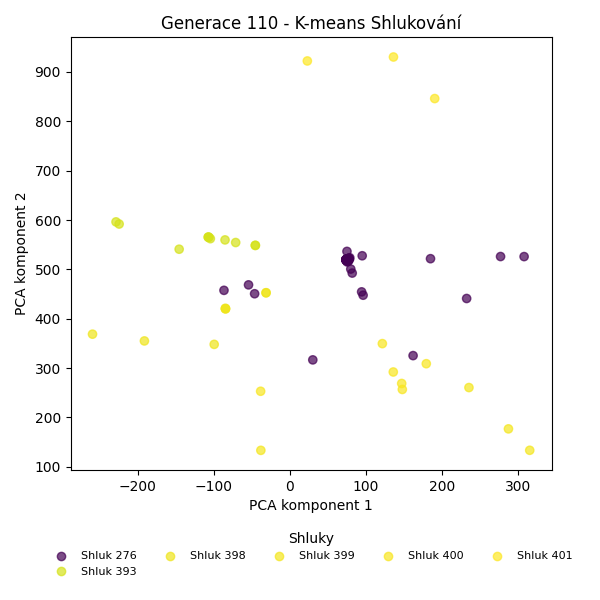 Generace 110 - K-means Shlukování
PCA komponent 2
900
800
700
600
500
400
300
200
100
−200 −100 0 100 200 300
PCA komponent 1
Shluky
Shluk 276 Shluk 398 Shluk 399 Shluk 400 Shluk 401
Shluk 393